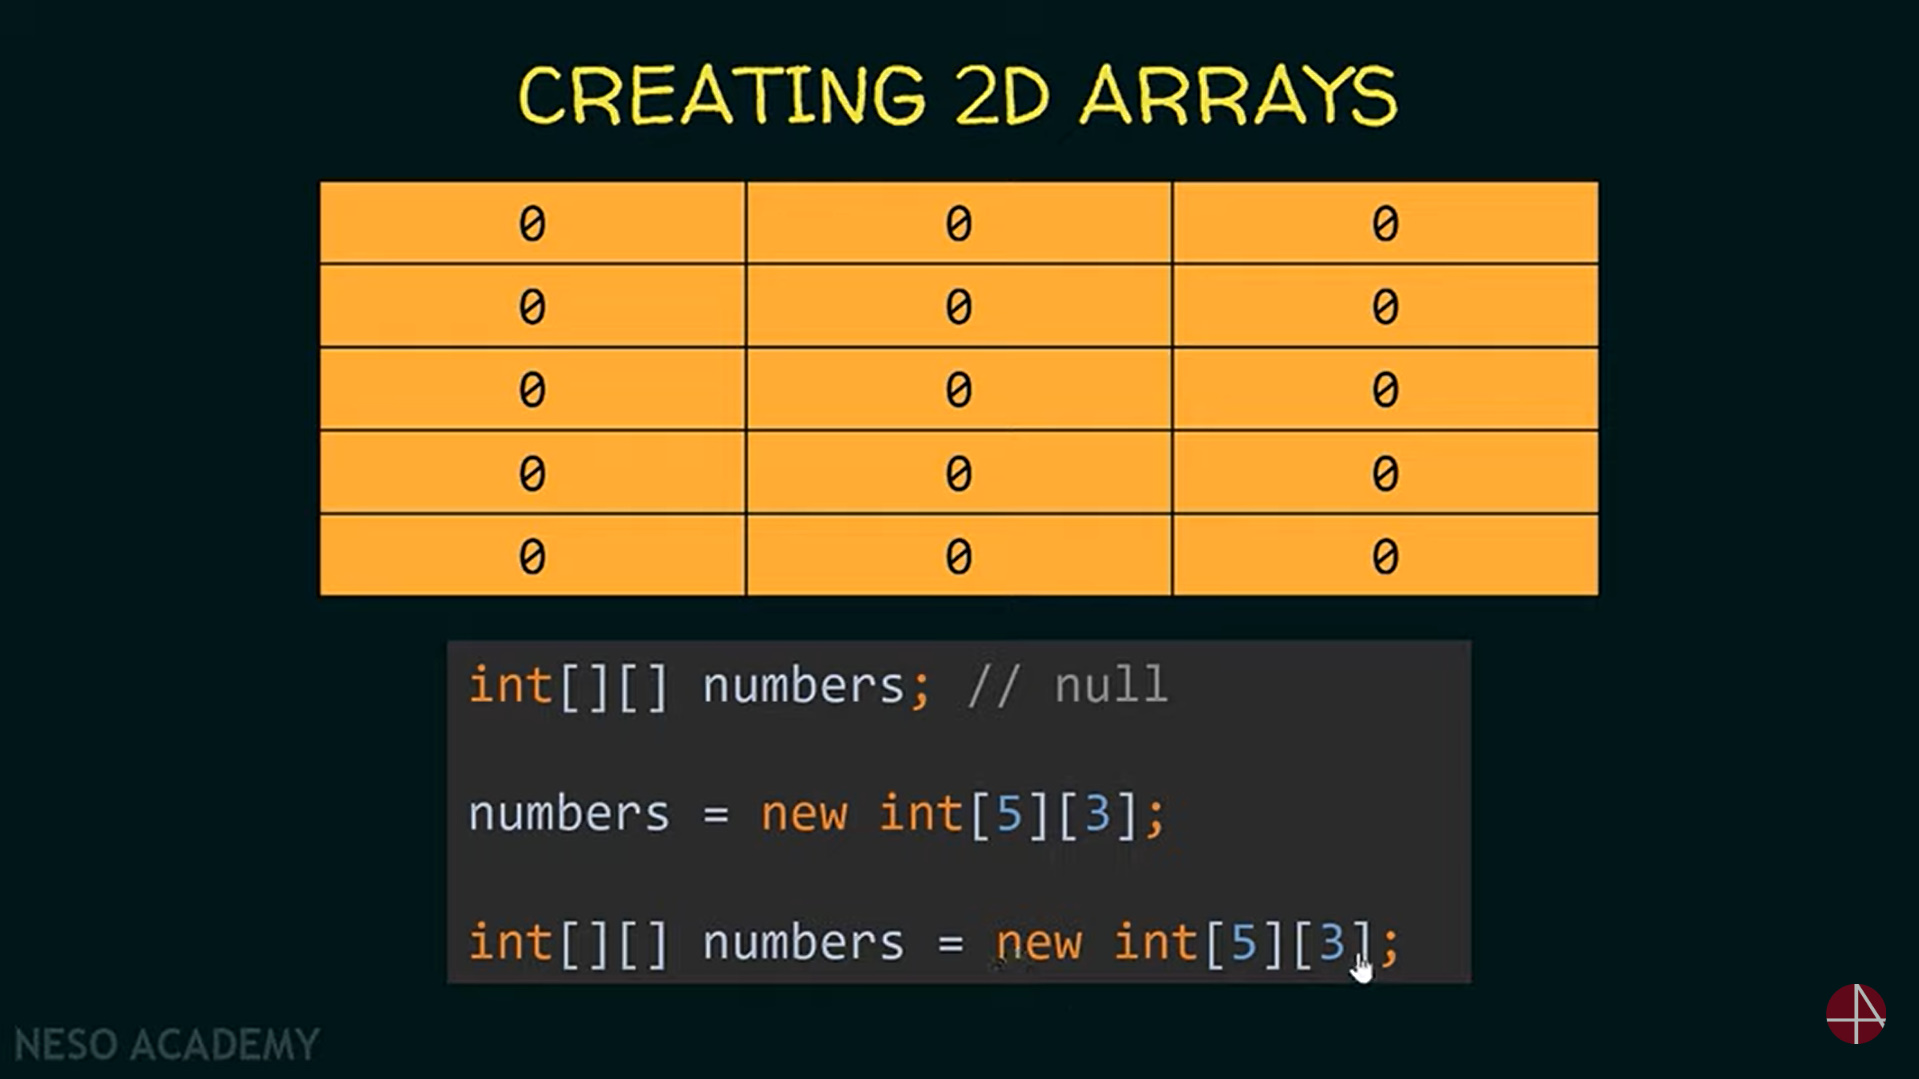 CREATING 2D ARRAYS
0 0 0
0 0 0
0 0 0
0 0 0
0 0 0
int[][] numbers; // null
numbers = new int[5][3];
int[][] numbers = new int[5][3];
NESO ACADEMY